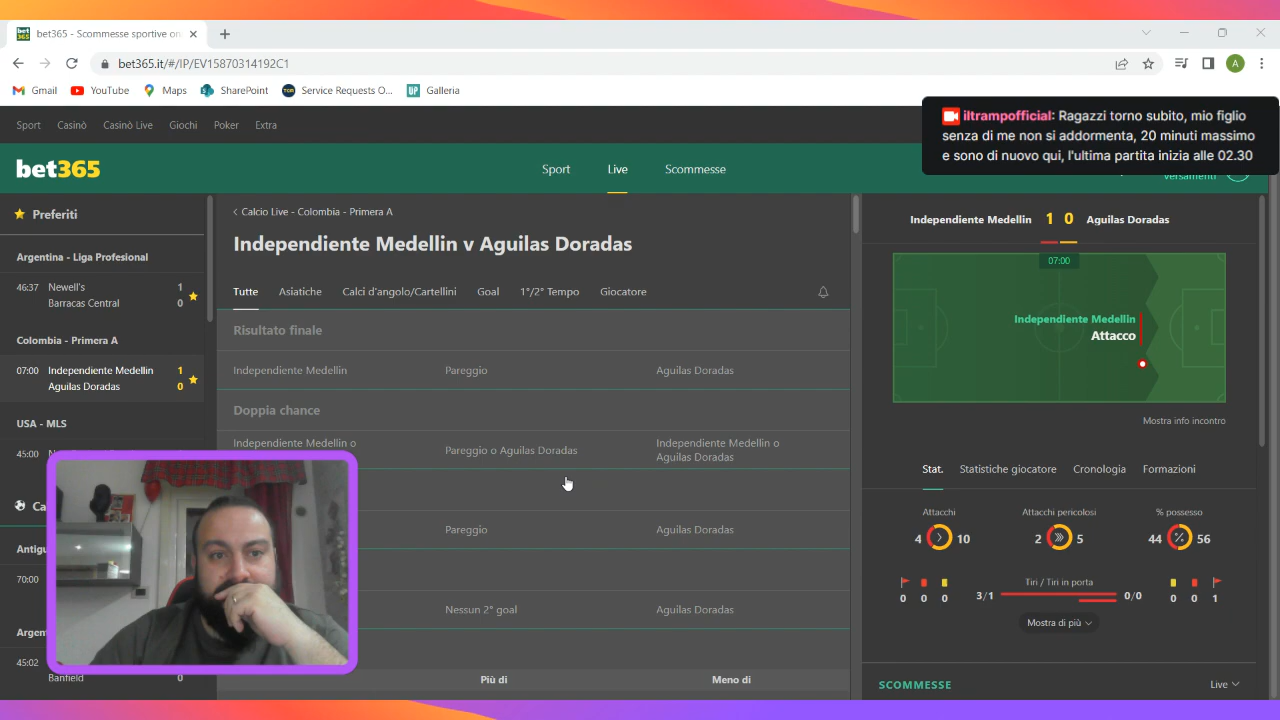 bet365 - Scommesse sportive on
bet365.it/#/IP/EV15870314192C1
A
Gmail
YouTube
Maps
SharePoint
Service Requests O...
Galleria
Sport
Casinò
Casinò Live
Giochi
Poker
Extra
iltrampofficial: Ragazzi torno subito, mio figlio
senza di me non si addormenta, 20 minuti massimo
e sono di nuovo qui, l'ultima partita inizia alle 02.30
bet365
Sport
Live
Scommesse
Versamenti
Preferiti
Argentina - Liga Profesional
46:37 Newell's 1
Barracas Central 0
Colombia - Primera A
07:00 Independiente Medellin 1
Aguilas Doradas 0
USA - MLS
45:00
Ca
Antigu
70:00
Argen
45:02
Banfield 0
Calcio Live - Colombia - Primera A
Independiente Medellin v Aguilas Doradas
Tutte
Asiatiche
Calci d'angolo/Cartellini
Goal
1°/2° Tempo
Giocatore
Risultato finale
Independiente Medellin
Pareggio
Aguilas Doradas
Doppia chance
Independiente Medellin o
Pareggio o Aguilas Doradas
Independiente Medellin o
Aguilas Doradas
Pareggio
Aguilas Doradas
Nessun 2° goal
Aguilas Doradas
Più di
Meno di
Independiente Medellin 1 0 Aguilas Doradas
07:00
Independiente Medellin
Attacco
Mostra info incontro
Stat.
Statistiche giocatore
Cronologia
Formazioni
Attacchi
4 10
Attacchi pericolosi
2 5
% possesso
44 56
Tiri / Tiri in porta
3/1 0/0
0 0 0
0 0 1
Mostra di più
SCOMMESSE
Live